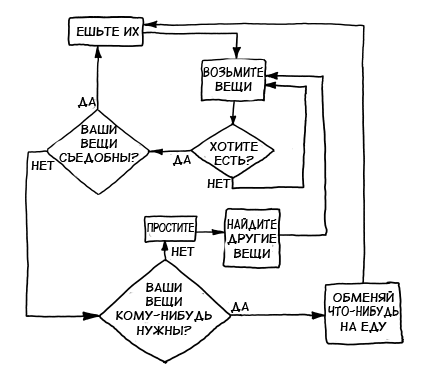 ЕШЬТЕ ИХ
ВОЗЬМИТЕ
ВЕЩИ
ДА
ВАШИ
ВЕЩИ
СЪЕДОБНЫ?
ХОТИТЕ
ЕСТЬ?
ДА
НЕТ
НЕТ
ПРОСТИТЕ
НАЙДИТЕ
ДРУГИЕ
ВЕЩИ
НЕТ
ВАШИ
ВЕЩИ
КОМУ-НИБУДЬ
НУЖНЫ?
ДА
ОБМЕНЯЙ
ЧТО-НИБУДЬ
НА ЕДУ